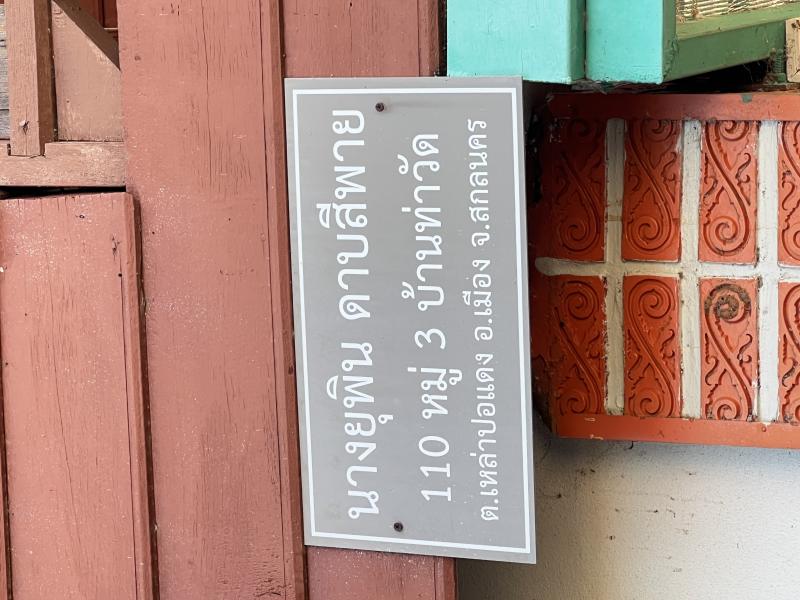 นางยุพิน ดาบสีพาย
110 หมู่ 3 บ้านท่าวัด
ต.เหล่าปอแดง อ.เมือง จ.สกลนคร